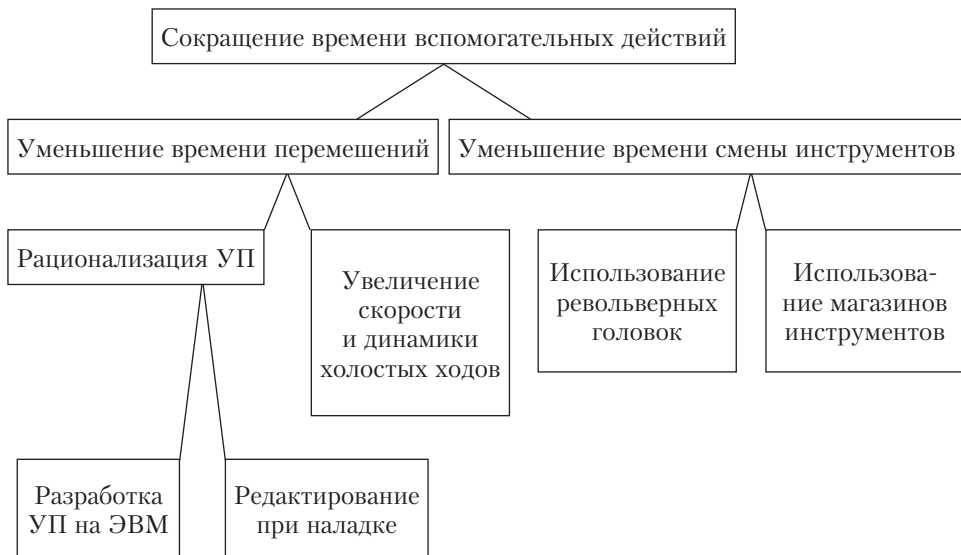 Сокращение времени вспомогательных действий
Уменьшение времени перемешений
Уменьшение времени смены инструментов
Рационализация УП
Увеличение
скорости
и динамики
холостых ходов
Использование
револьверных
головок
Использова-
ние магазинов
инструментов
Разработка
УП на ЭВМ
Редактирование
при наладке